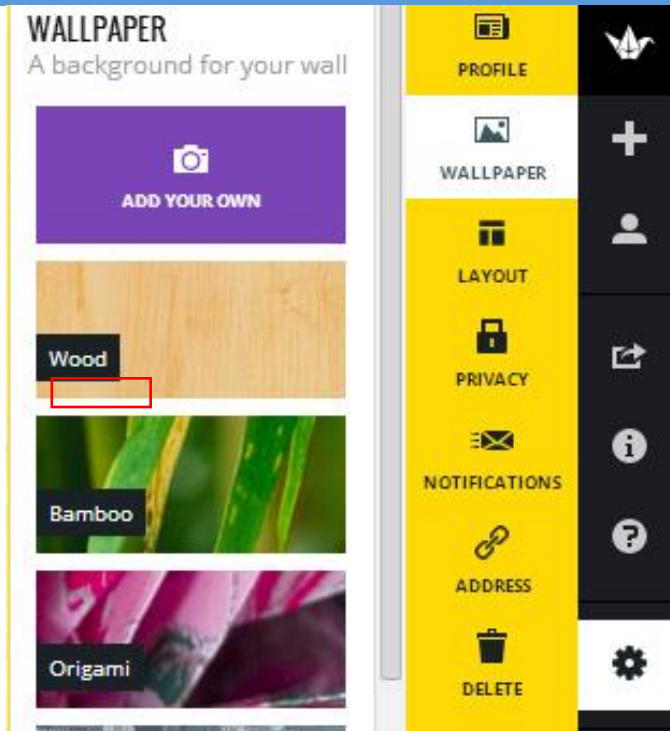 WALLPAPER
A background for your wall
ADD YOUR OWN
Wood
Bamboo
Origami
PROFILE
WALLPAPER
LAYOUT
PRIVACY
NOTIFICATIONS
ADDRESS
DELETE